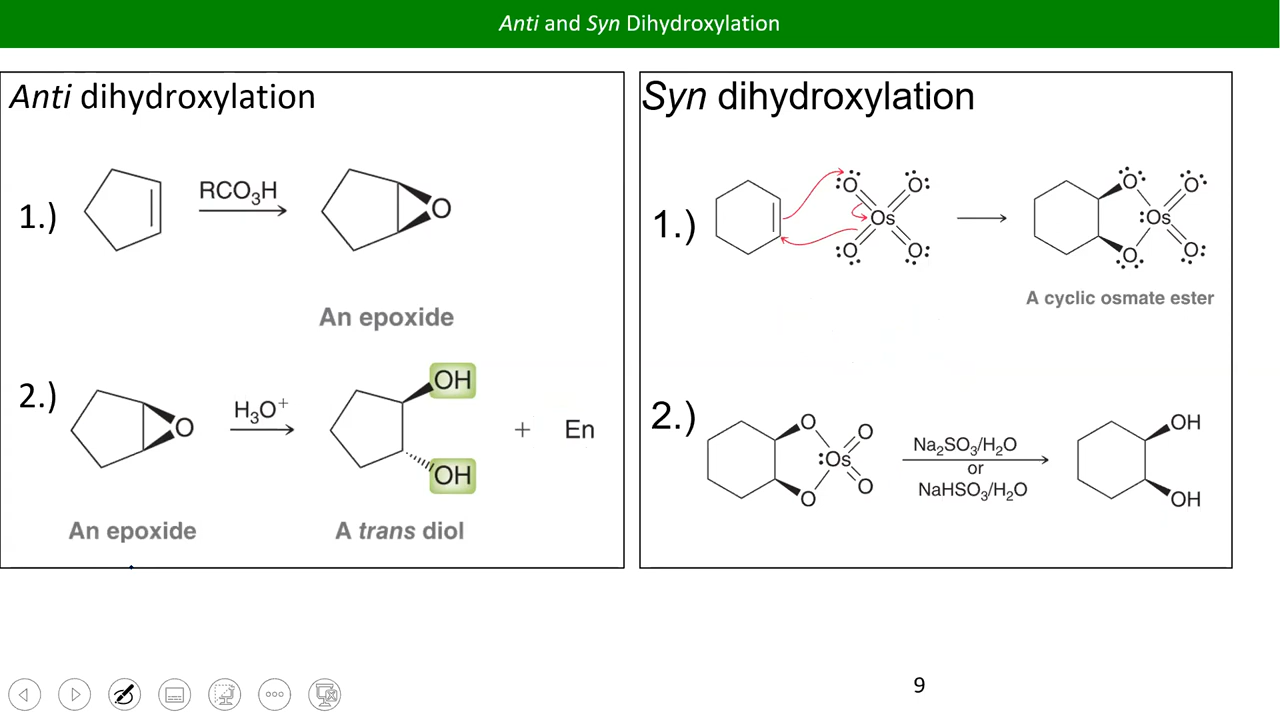 Anti and Syn Dihydroxylation
Anti dihydroxylation
1.)
RCO₃H
O
An epoxide
2.)
O
H₃O⁺
OH
OH
+ En
An epoxide
A trans diol
Syn dihydroxylation
1.)
:O
O:
Os
:O
O:
O
O:
:Os
O
O:
A cyclic osmate ester
2.)
O
O
:Os
O
O
Na₂SO₃/H₂O
or
NaHSO₃/H₂O
OH
OH
9